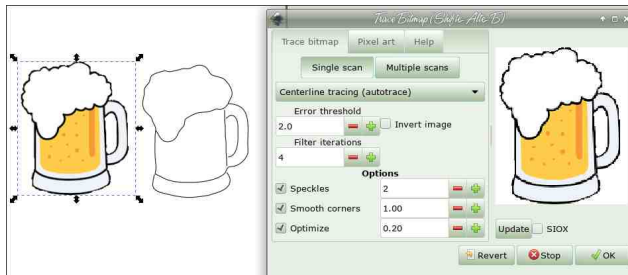 Trace Bitmap (Shape Alie B)
Trace bitmap Pixel art Help
Single scan Multiple scans
Centerline tracing (autotrace)
Error threshold
2.0 Invert image
Filter iterations
4
Options
Speckles 2
Smooth corners 1.00
Optimize 0.20
Update SIOX
Revert Stop OK